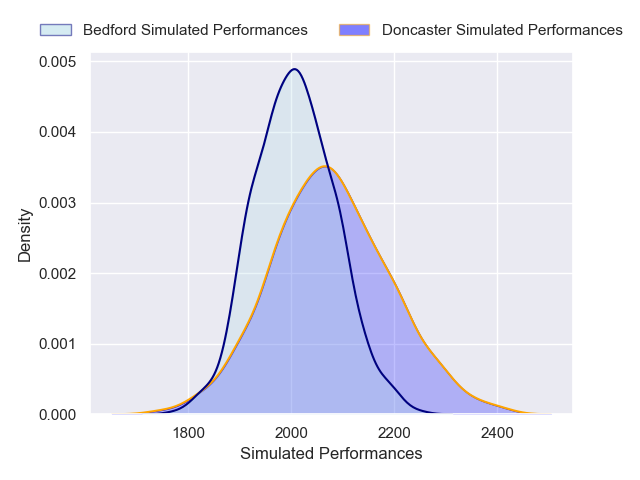 Bedford Simulated Performances Doncaster Simulated Performances
0.005
0.004
0.003
0.002
0.001
0.000
Density
1800 2000 2200 2400
Simulated Performances